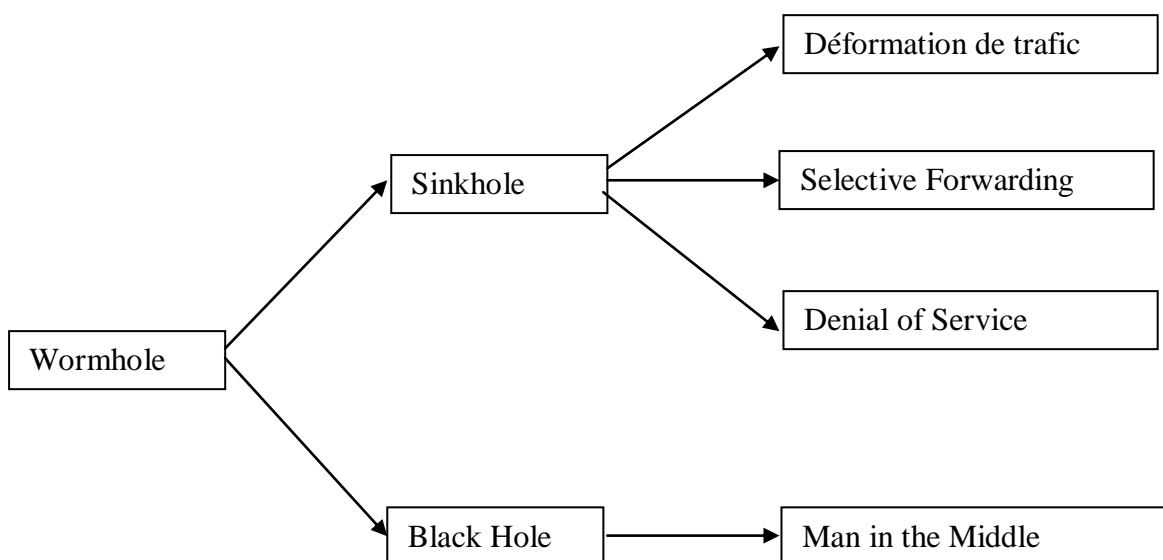 Déformation de trafic
Sinkhole
Selective Forwarding
Denial of Service
Wormhole
Black Hole
Man in the Middle